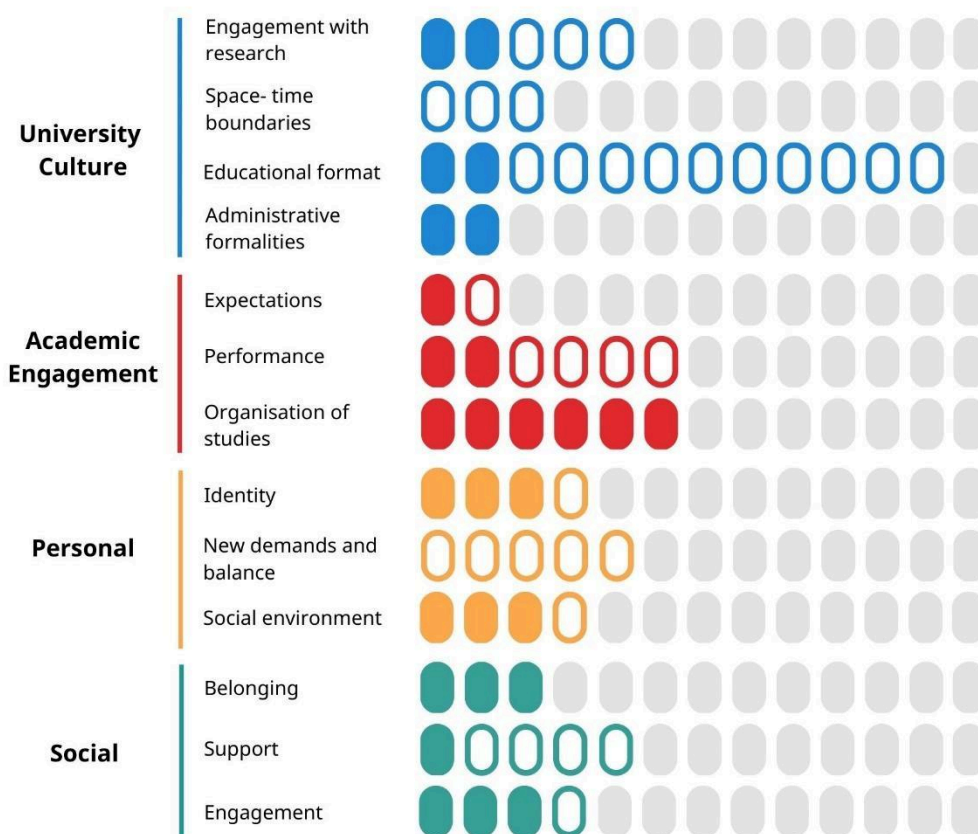 University
Culture
Engagement with
research
Space- time
boundaries
Educational format
Administrative
formalities
Academic
Engagement
Expectations
Performance
Organisation of
studies
Personal
Identity
New demands and
balance
Social environment
Social
Belonging
Support
Engagement